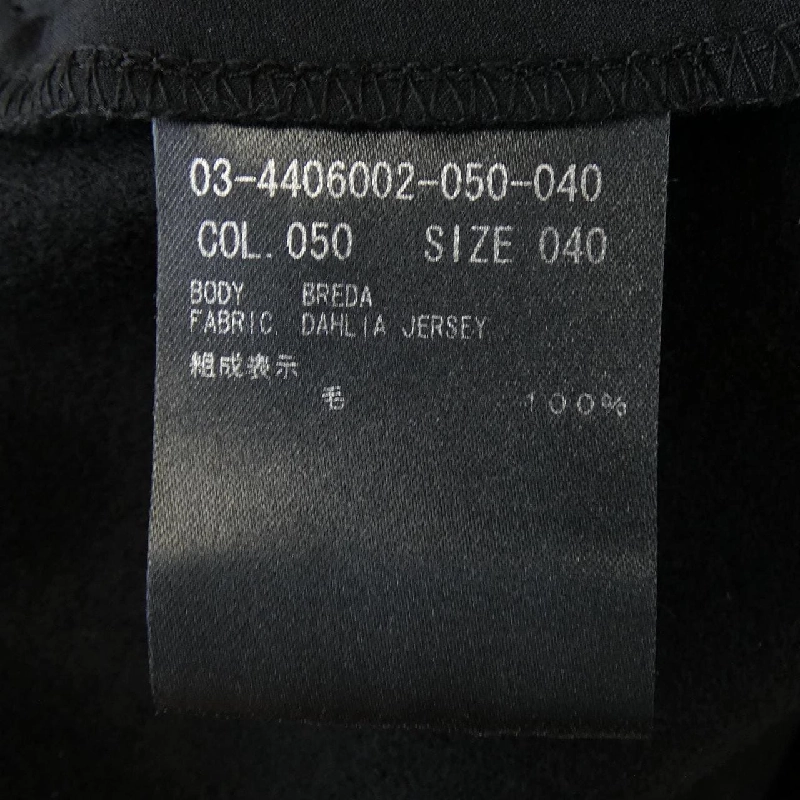 03-4406002-050-040
COL. 050 SIZE 040
BODY BREDA
FABRIC DAHLIA JERSEY
組成表示
毛 100%